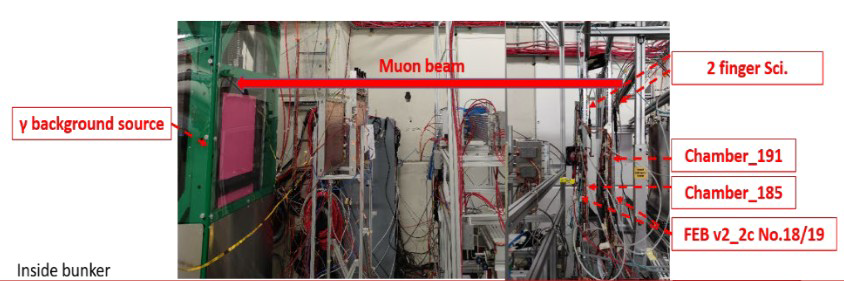 Muon beam
2 finger Sci.
γ background source
Chamber_191
Chamber_185
FEB v2_2c No.18/19
Inside bunker